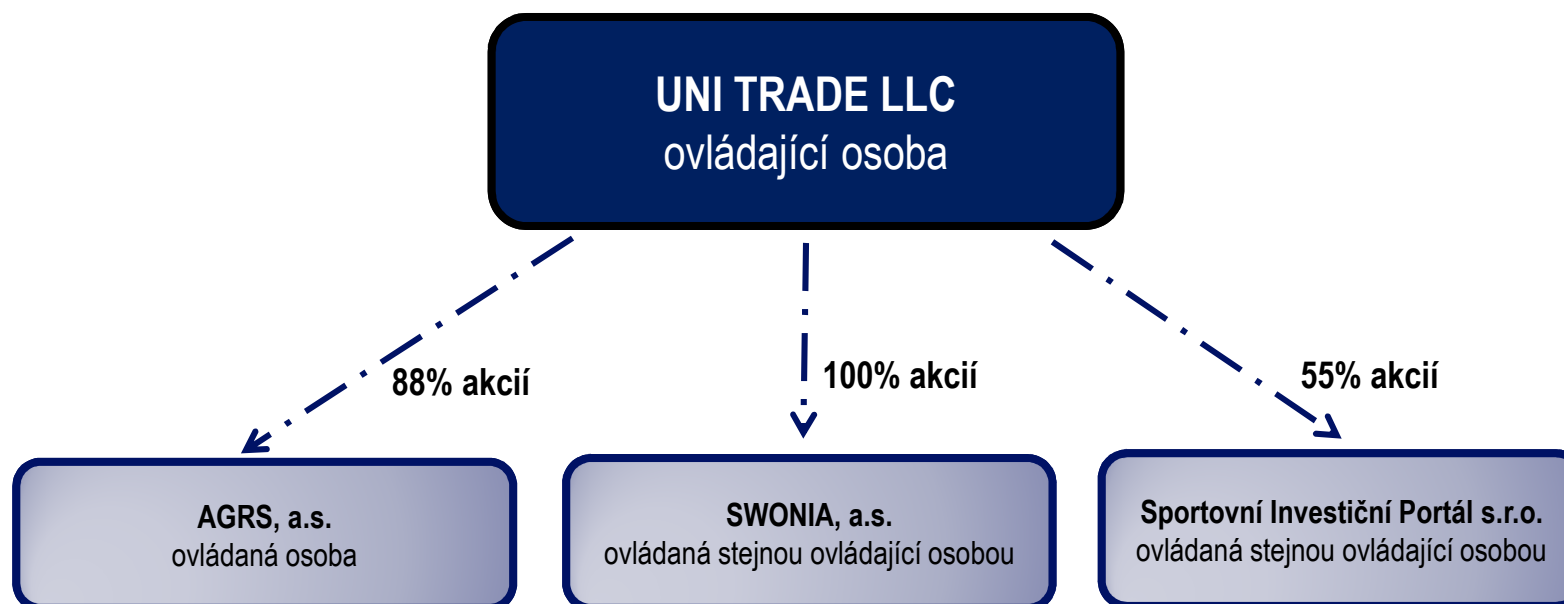 UNI TRADE LLC
ovládající osoba
88% akcií
100% akcií
55% akcií
AGRS, a.s.
ovládaná osoba
SWONIA, a.s.
ovládaná stejnou ovládající osobou
Sportovní Investiční Portál s.r.o.
ovládaná stejnou ovládající osobou